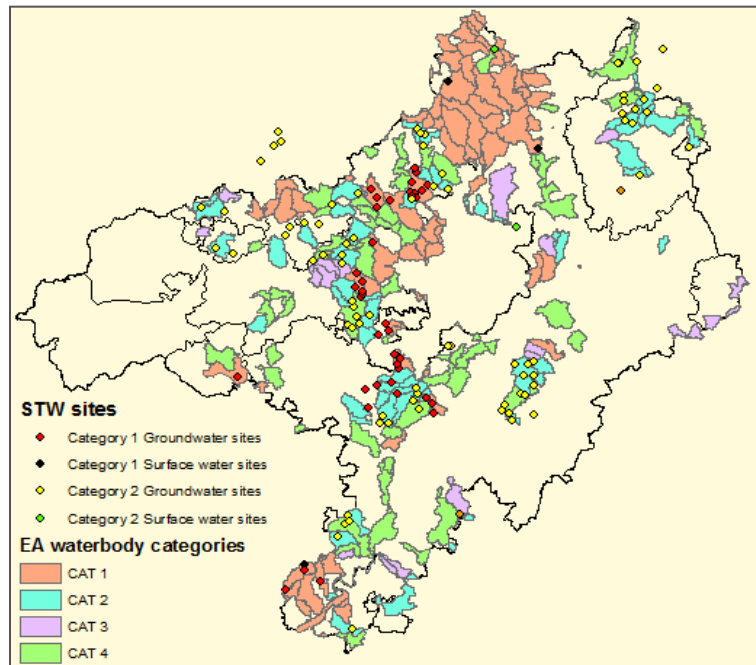 STW sites
Category 1 Groundwater sites
Category 1 Surface water sites
Category 2 Groundwater sites
Category 2 Surface water sites
EA waterbody categories
CAT 1
CAT 2
CAT 3
CAT 4